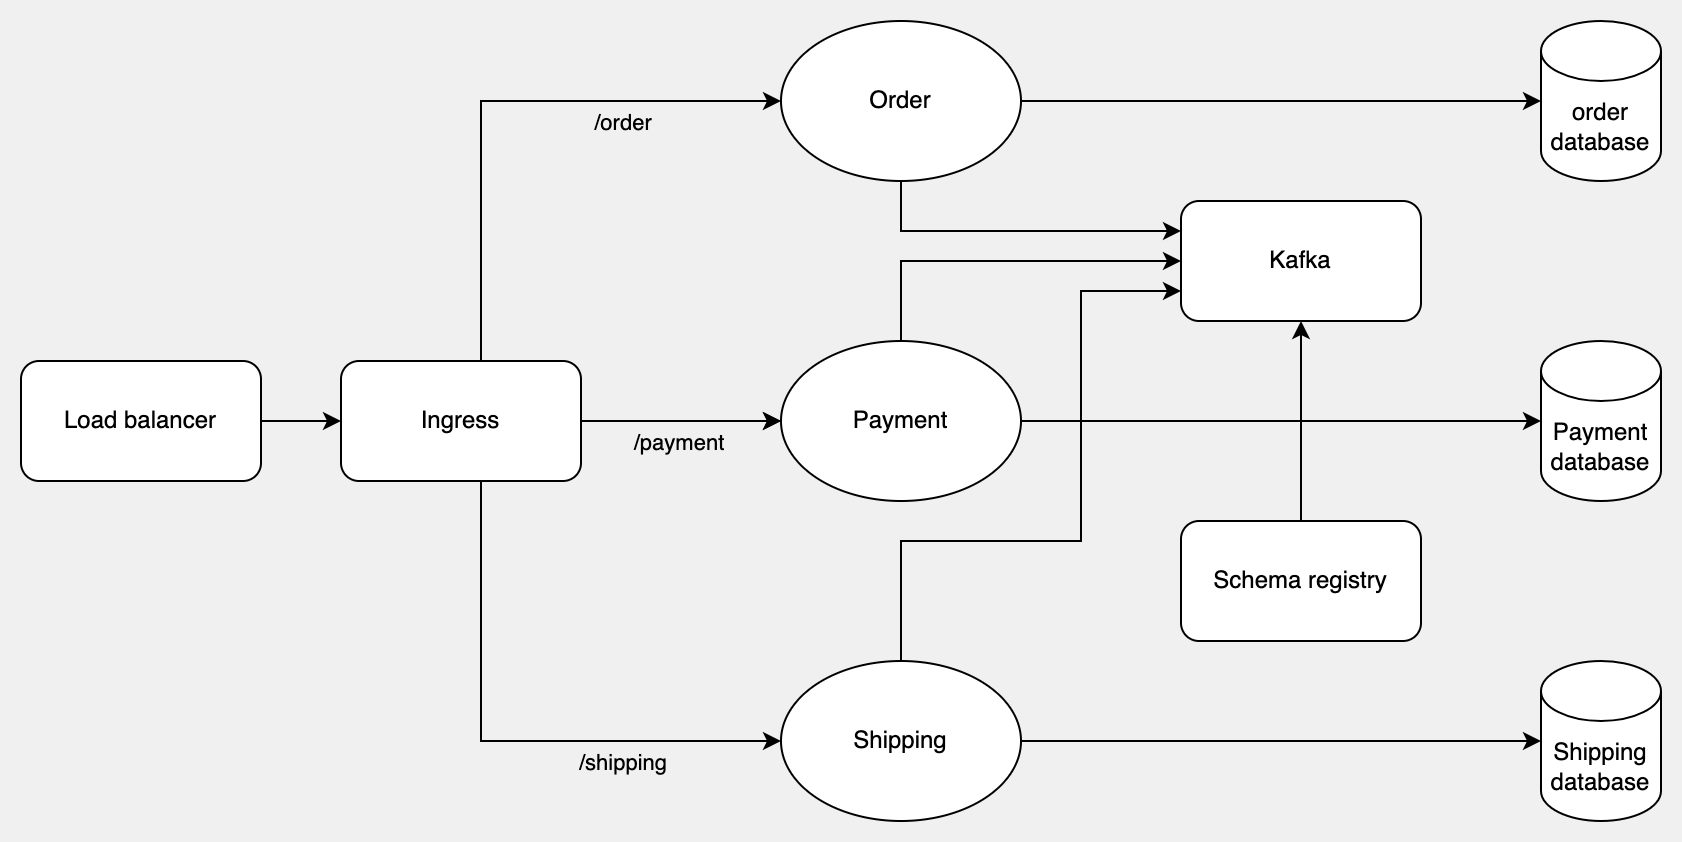 Order
order
database
/order
Kafka
Load balancer
Ingress
/payment
Payment
Payment
database
Schema registry
Shipping
/shipping
Shipping
database